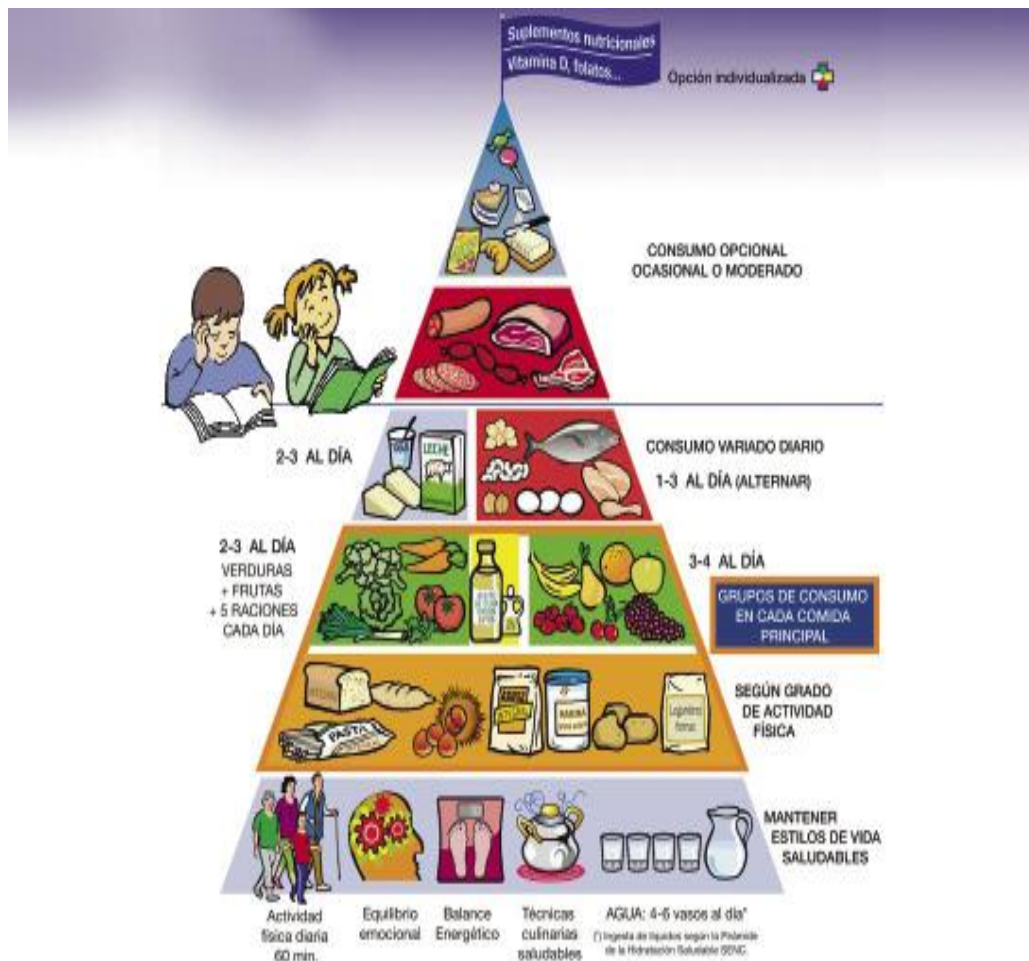 Suplementos nutricionales
Vitamina D, folatos...
Opción individualizada
CONSUMO OPCIONAL
OCASIONAL O MODERADO
2-3 AL DÍA
LECHE
CONSUMO VARIADO DIARIO
1-3 AL DÍA (ALTERNAR)
2-3 AL DÍA
VERDURAS
+ FRUTAS
+ 5 RACIONES
CADA DÍA
3-4 AL DÍA
GRUPOS DE CONSUMO
EN CADA COMIDA
PRINCIPAL
PASTA
HARINA
SEGÚN GRADO
DE ACTIVIDAD
FÍSICA
MANTENER
ESTILOS DE VIDA
SALUDABLES
Actividad
física diaria
60 min.
Equilibrio
emocional
Balance
Energético
Técnicas
culinarias
saludables
AGUA: 4-6 vasos al día*
(*) Ingesta de líquidos según la Pirámide
de la Hidratación Saludable SENC.